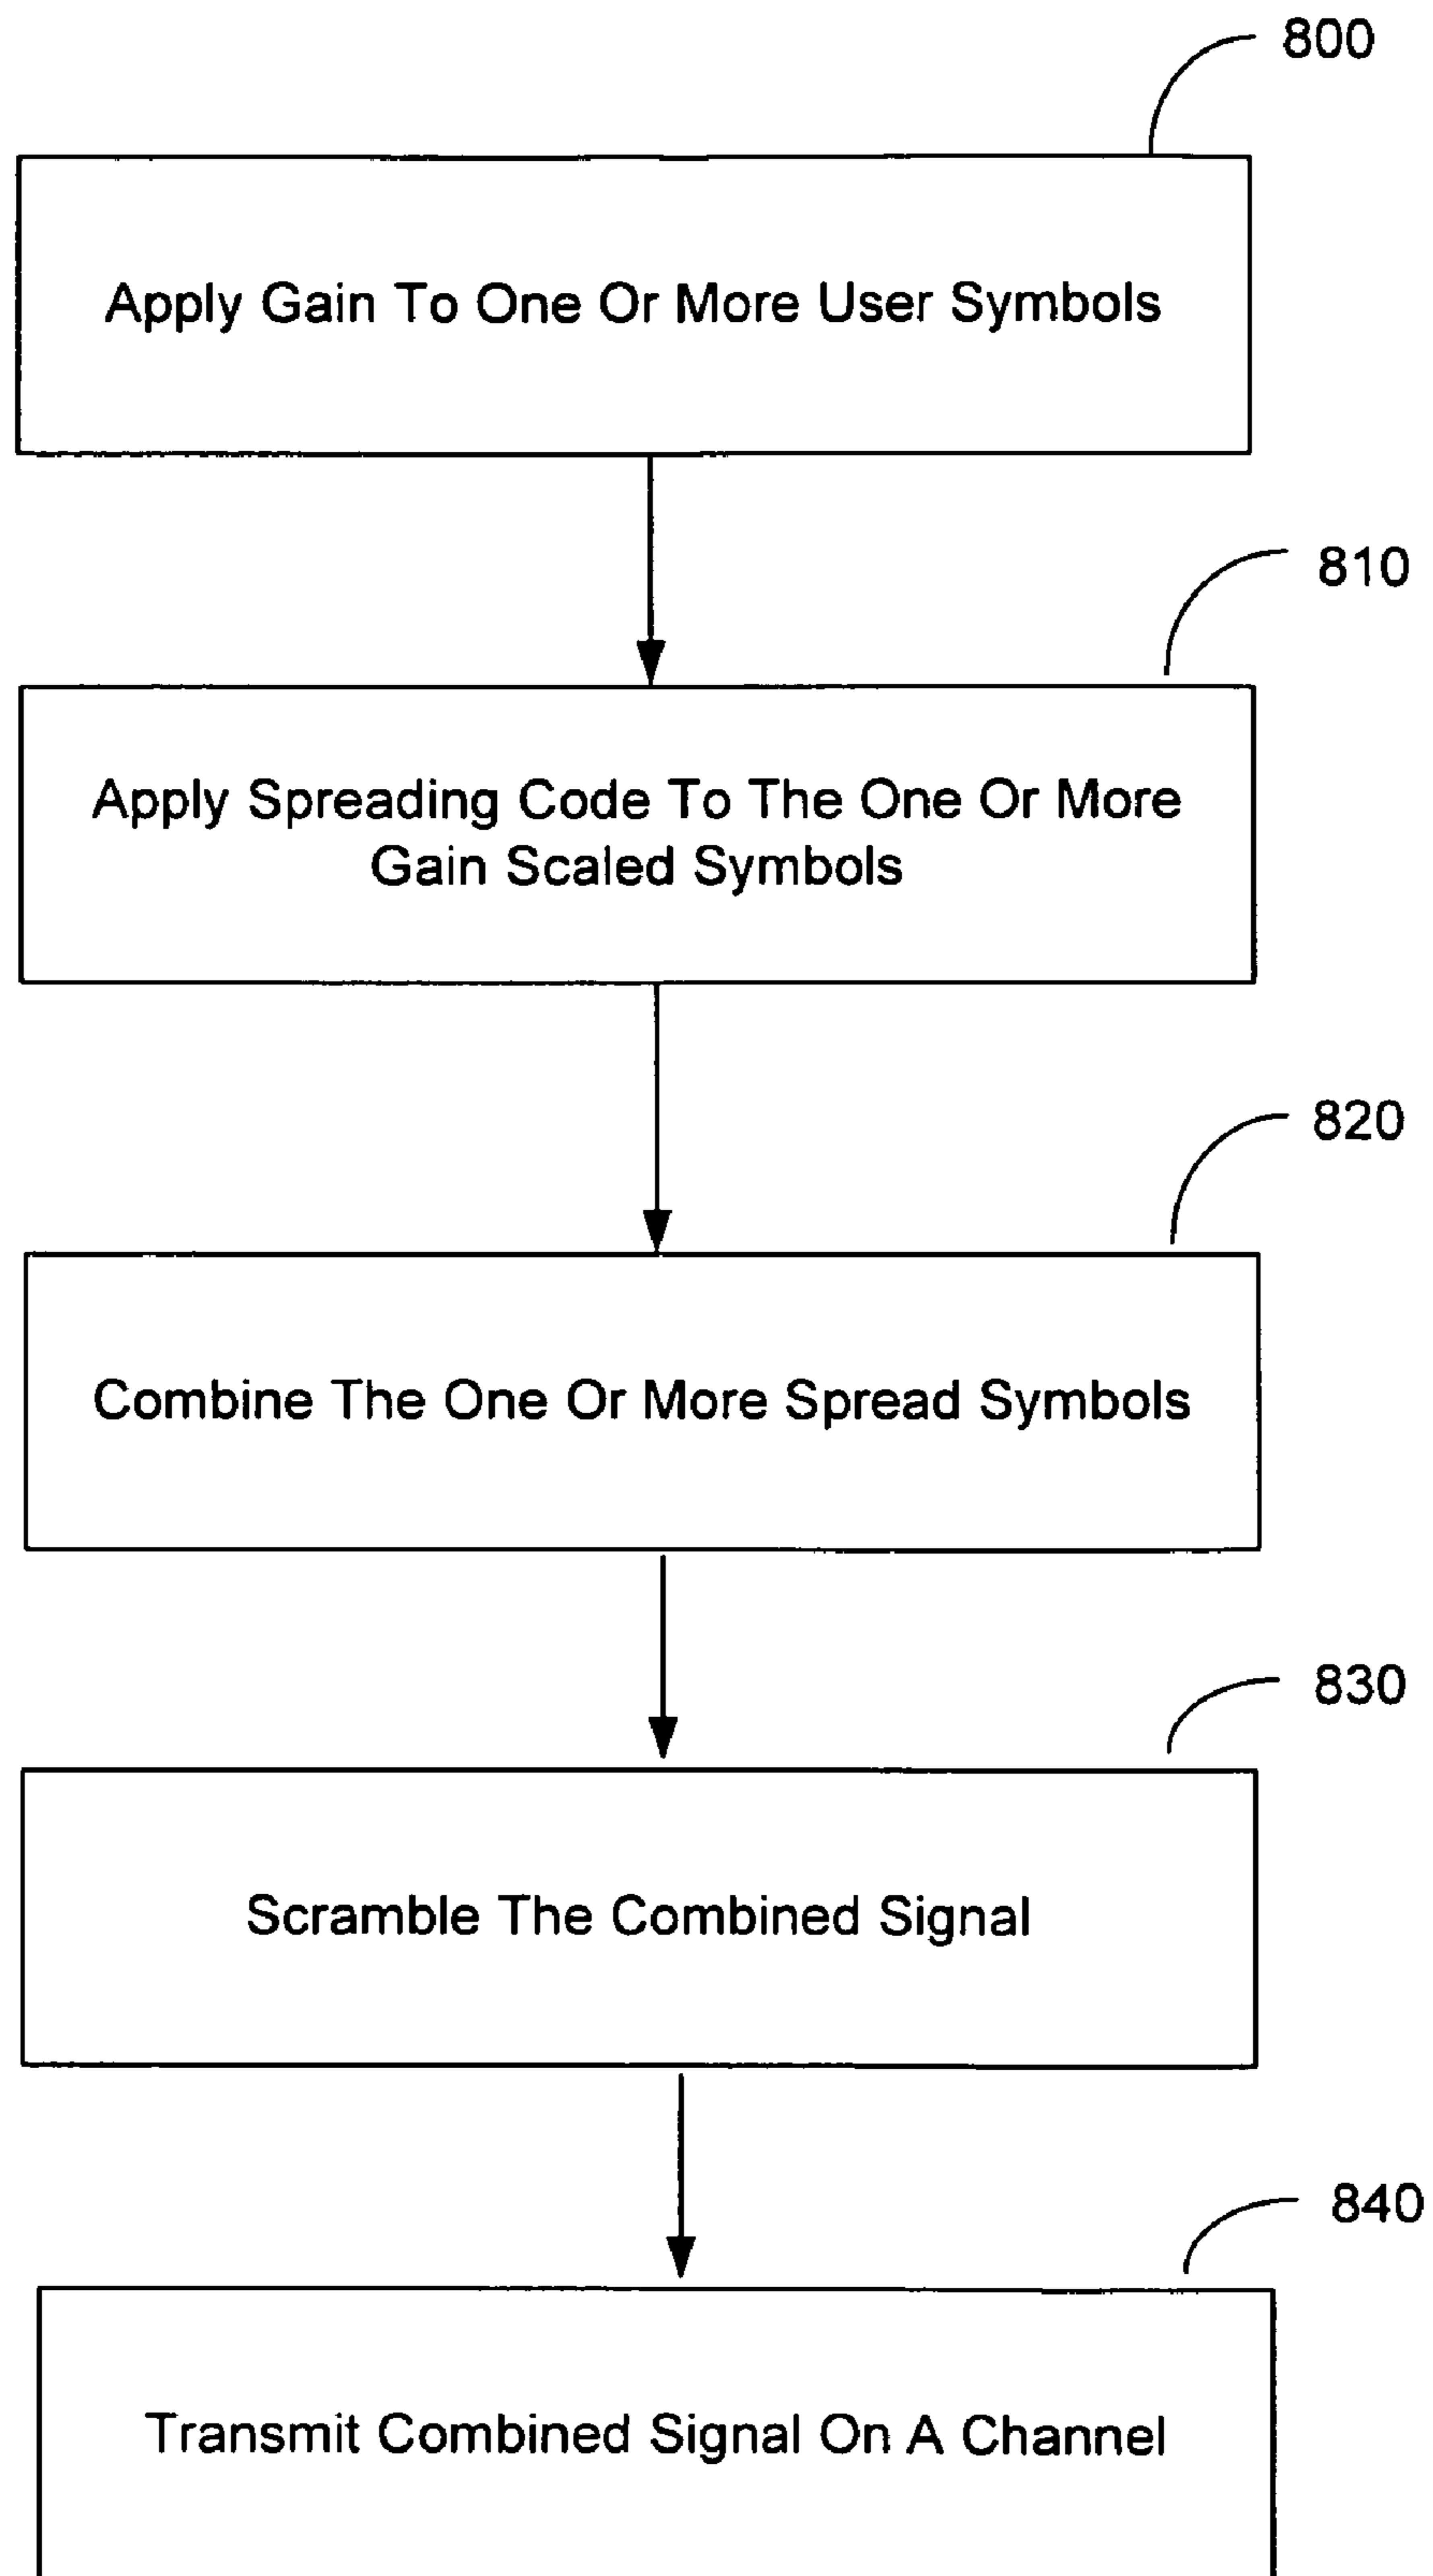 800
Apply Gain To One Or More User Symbols
810
Apply Spreading Code To The One Or More
Gain Scaled Symbols
820
Combine The One Or More Spread Symbols
830
Scramble The Combined Signal
840
Transmit Combined Signal On A Channel